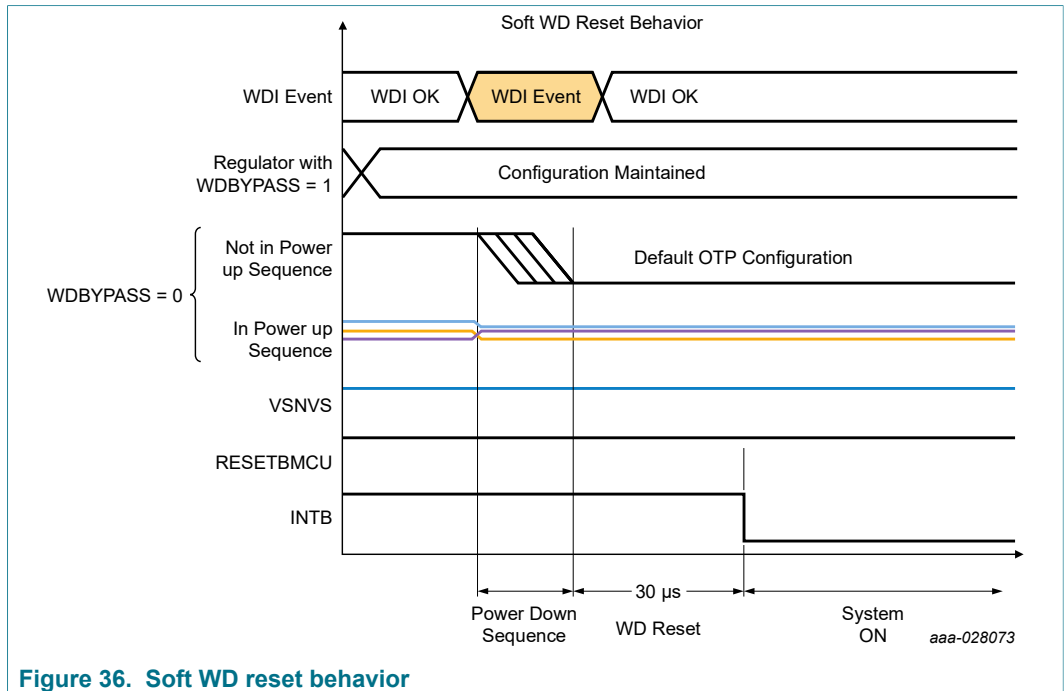 Soft WD Reset Behavior
WDI Event
WDI OK
WDI Event
WDI OK
Regulator with
WDBYPASS = 1
Configuration Maintained
WDBYPASS = 0
Not in Power
up Sequence
Default OTP Configuration
In Power up
Sequence
VSNVS
RESETBMCU
INTB
30 µs
Power Down
Sequence
WD Reset
System
ON
aaa-028073
Figure 36. Soft WD reset behavior